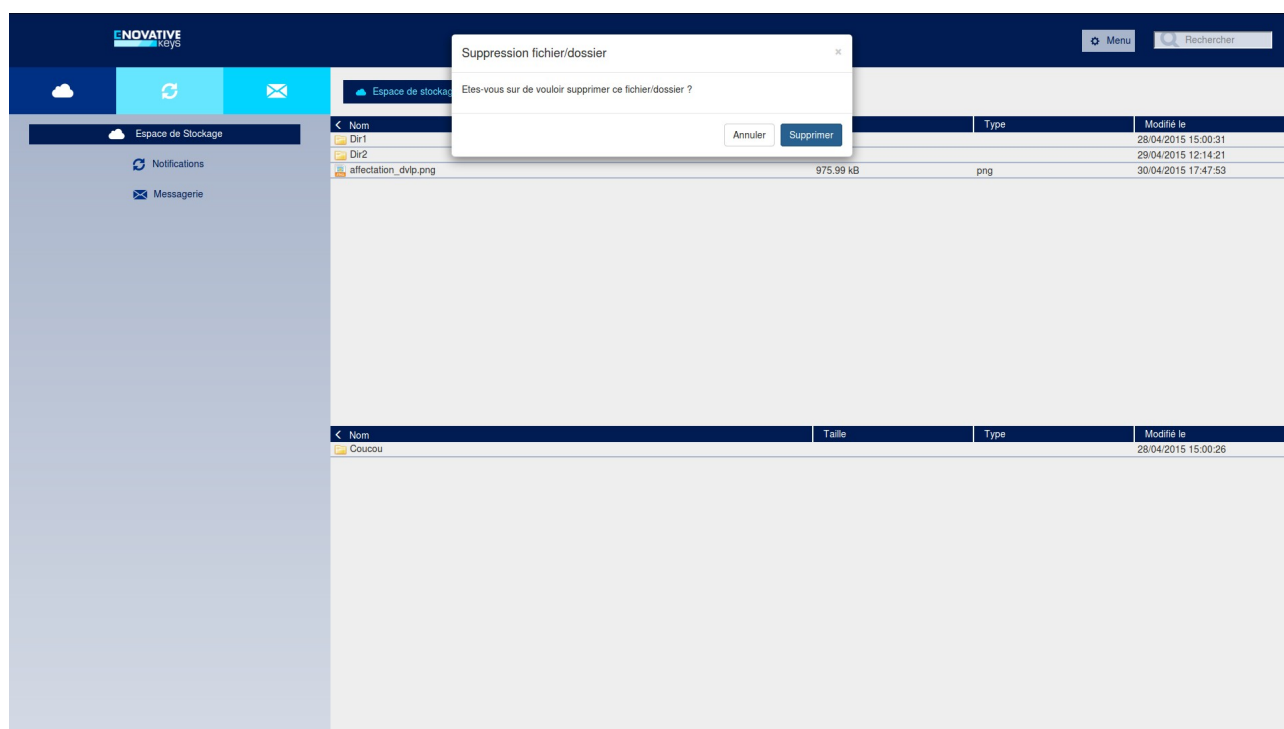 ENOVATIVE
Keys
Menu
Rechercher
Suppression fichier/dossier
×
Etes-vous sur de vouloir supprimer ce fichier/dossier ?
Annuler Supprimer
Espace de Stockage
Notifications
Messagerie
Nom Type Modifié le
Dir1 28/04/2015 15:00:31
Dir2 29/04/2015 12:14:21
affectation_dvlp.png 975.99 kB png 30/04/2015 17:47:53
Nom Taille Type Modifié le
Coucou 28/04/2015 15:00:26